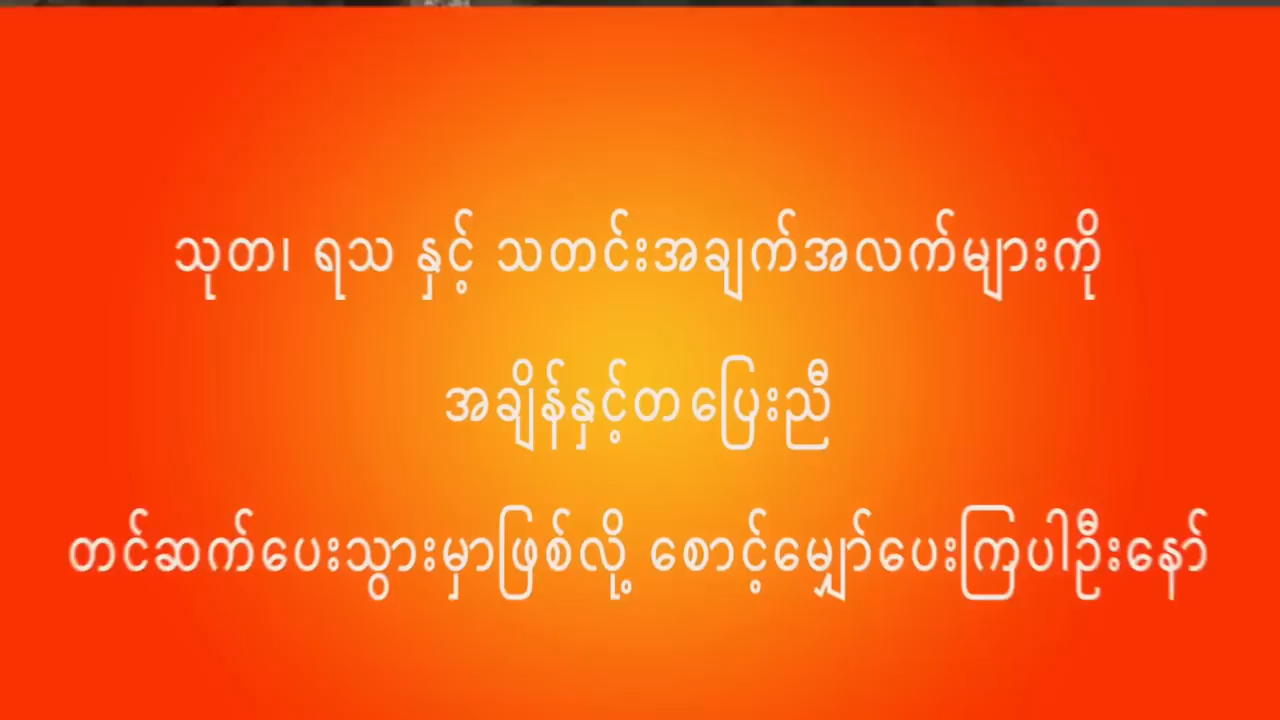 သုတ၊ ရသ နှင့် သတင်းအချက်အလက်များကို
အချိန်နှင့်တပြေးညီ
တင်ဆက်ပေးသွားမှာဖြစ်လို့ စောင့်မျှော်ပေးကြပါဦးနော်